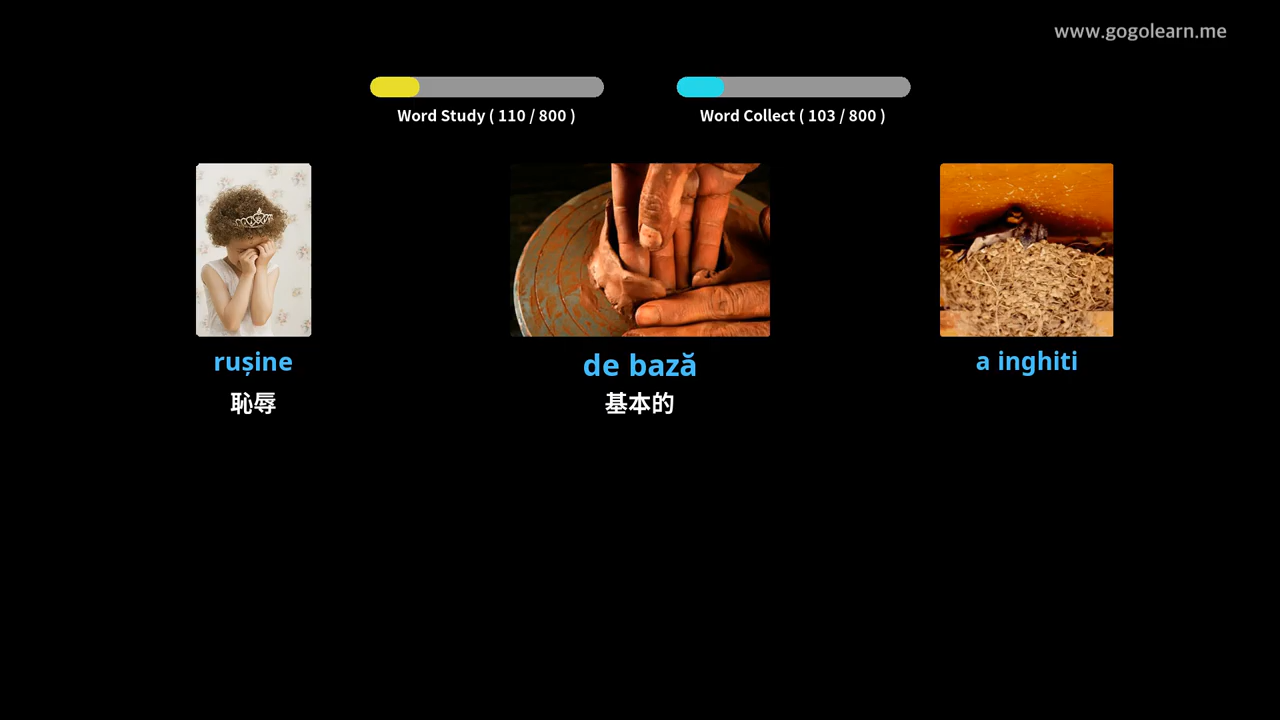 www.gogolearn.me
Word Study ( 110 / 800 )
Word Collect ( 103 / 800 )
rușine
de bază
a inghiti
恥辱
基本的